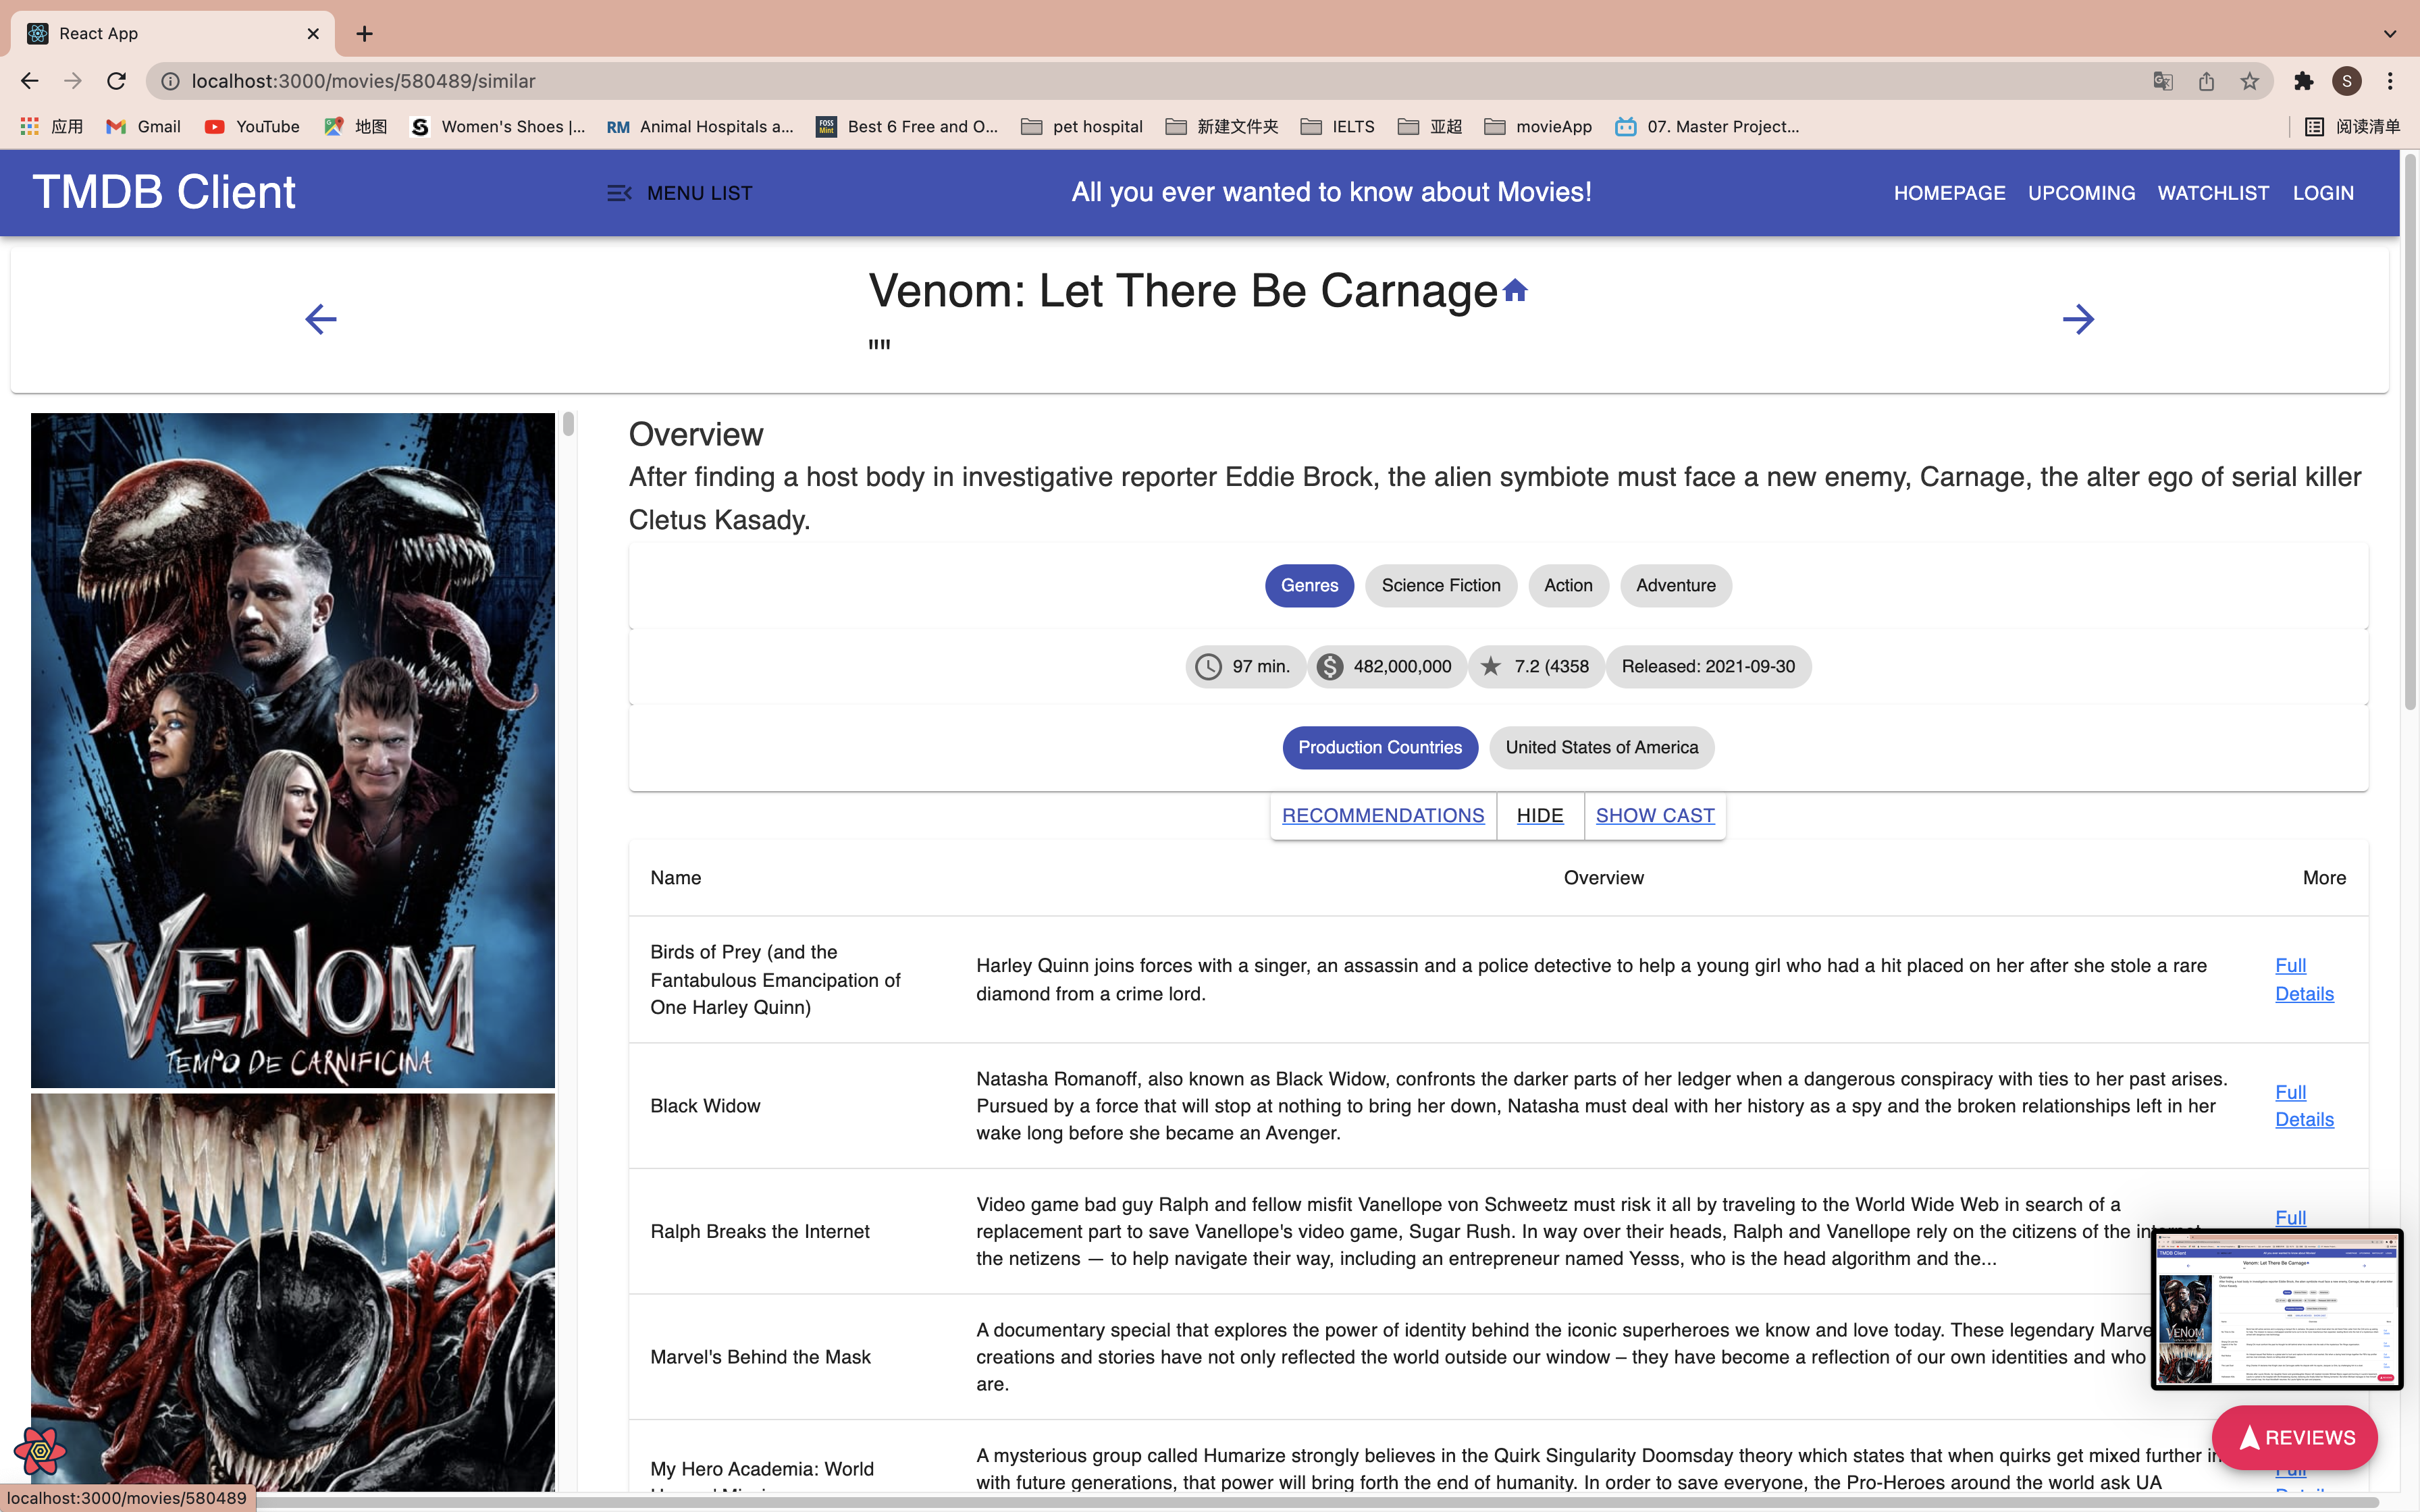 React App
localhost:3000/movies/580489/similar
应用
Gmail
YouTube
地图
Women's Shoes |...
RM Animal Hospitals a...
FOSS Mint Best 6 Free and O...
pet hospital
新建文件夹
IELTS
亚超
movieApp
07. Master Project...
阅读清单
S
TMDB Client
MENU LIST
All you ever wanted to know about Movies!
HOMEPAGE
UPCOMING
WATCHLIST
LOGIN
Venom: Let There Be Carnage
""
VENOM
TEMPO DE CARNIFICINA
Overview
After finding a host body in investigative reporter Eddie Brock, the alien symbiote must face a new enemy, Carnage, the alter ego of serial killer
Cletus Kasady.
Genres
Science Fiction
Action
Adventure
97 min.
482,000,000
7.2 (4358
Released: 2021-09-30
Production Countries
United States of America
RECOMMENDATIONS
HIDE
SHOW CAST
Name
Overview
More
Birds of Prey (and the
Fantabulous Emancipation of
One Harley Quinn)
Harley Quinn joins forces with a singer, an assassin and a police detective to help a young girl who had a hit placed on her after she stole a rare
diamond from a crime lord.
Full
Details
Black Widow
Natasha Romanoff, also known as Black Widow, confronts the darker parts of her ledger when a dangerous conspiracy with ties to her past arises.
Pursued by a force that will stop at nothing to bring her down, Natasha must deal with her history as a spy and the broken relationships left in her
wake long before she became an Avenger.
Full
Details
Ralph Breaks the Internet
Video game bad guy Ralph and fellow misfit Vanellope von Schweetz must risk it all by traveling to the World Wide Web in search of a
replacement part to save Vanellope's video game, Sugar Rush. In way over their heads, Ralph and Vanellope rely on the citizens of the
the netizens — to help navigate their way, including an entrepreneur named Yesss, who is the head algorithm and the...
Full
Marvel's Behind the Mask
A documentary special that explores the power of identity behind the iconic superheroes we know and love today. These legendary Marve
creations and stories have not only reflected the world outside our window – they have become a reflection of our own identities and who
are.
My Hero Academia: World
A mysterious group called Humarize strongly believes in the Quirk Singularity Doomsday theory which states that when quirks get mixed further in
with future generations, that power will bring forth the end of humanity. In order to save everyone, the Pro-Heroes around the world ask UA
TMDB Client
Venom: Let There Be Carnage
VENOM
REVIEWS
localhost:3000/movies/580489